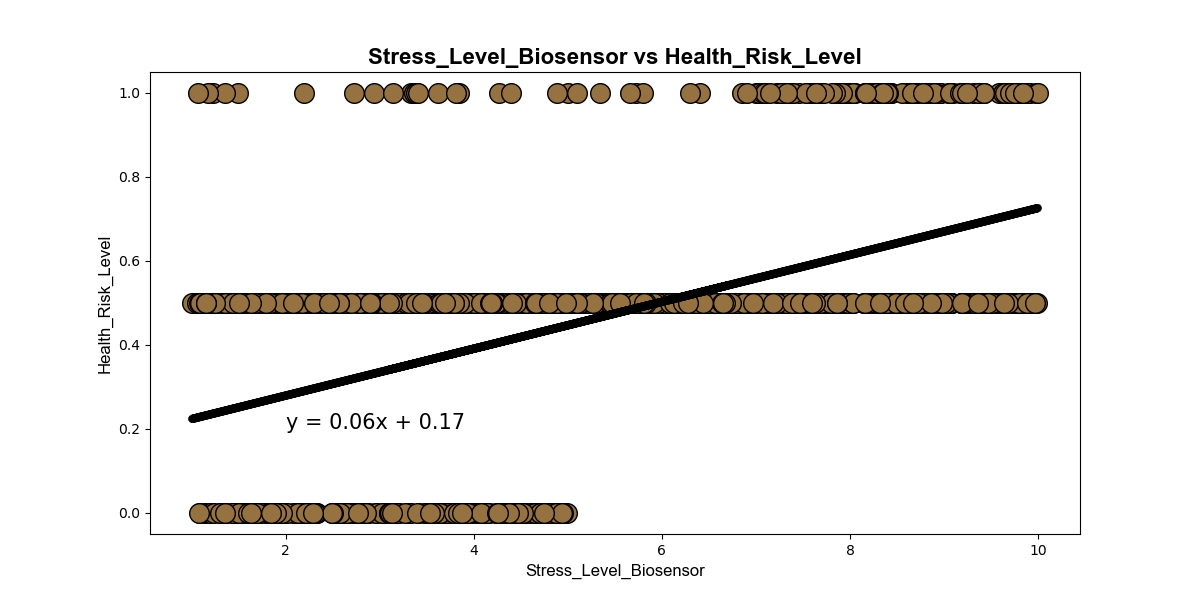 Stress_Level_Biosensor vs Health_Risk_Level
Health_Risk_Level
1.0
0.8
0.6
0.4
0.2
0.0
y = 0.06x + 0.17
2
4
6
8
10
Stress_Level_Biosensor